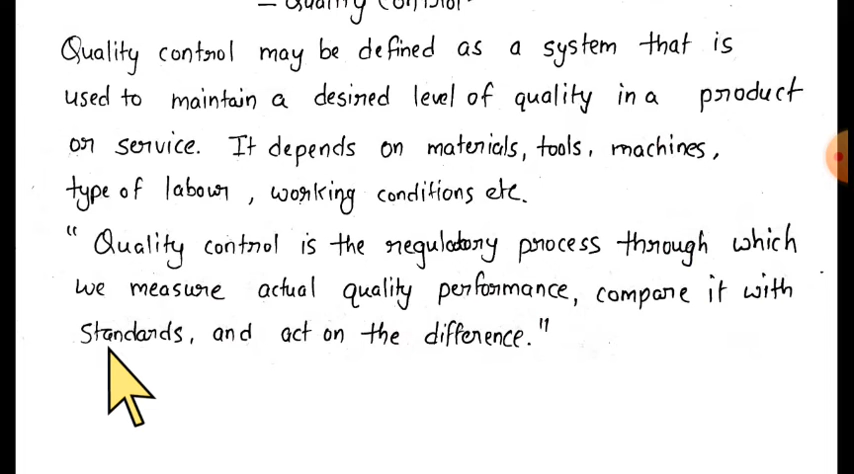 – Quality Control
Quality control may be defined as a system that is
used to maintain a desired level of quality in a product
or service. It depends on materials, tools, machines,
type of labour, working conditions etc.
" Quality control is the regulatory process through which
we measure actual quality performance, compare it with
Standards, and act on the difference."